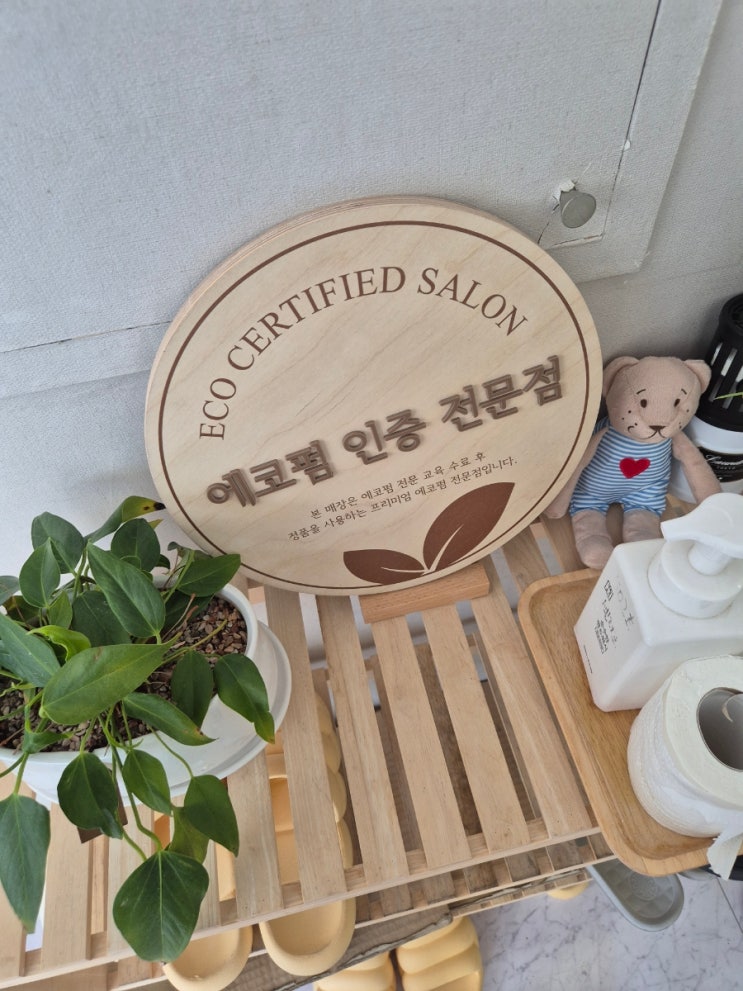 ECO CERTIFIED SALON
에코펌 인증 전문점
본 매장은 에코펌 전문 교육 수료 후
정품을 사용하는 프리미엄 에코펌 전문점입니다.